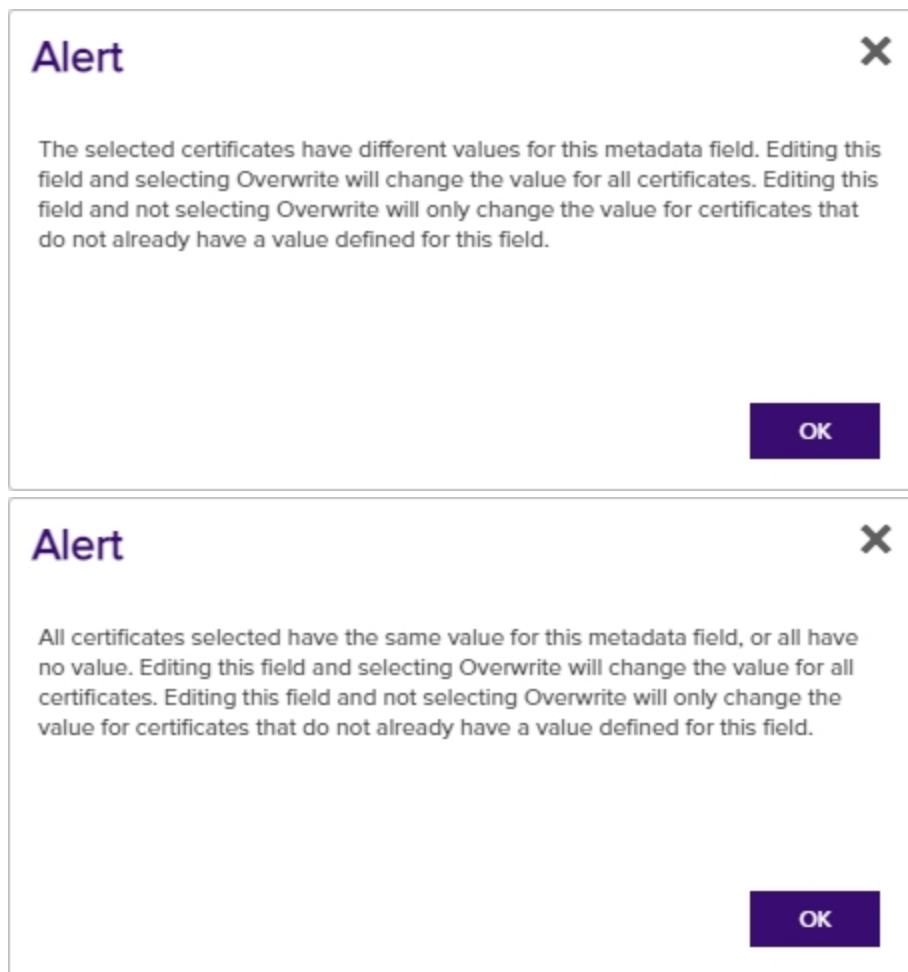 Alert
The selected certificates have different values for this metadata field. Editing this
field and selecting Overwrite will change the value for all certificates. Editing this
field and not selecting Overwrite will only change the value for certificates that
do not already have a value defined for this field.
OK
Alert
All certificates selected have the same value for this metadata field, or all have
no value. Editing this field and selecting Overwrite will change the value for all
certificates. Editing this field and not selecting Overwrite will only change the
value for certificates that do not already have a value defined for this field.
OK